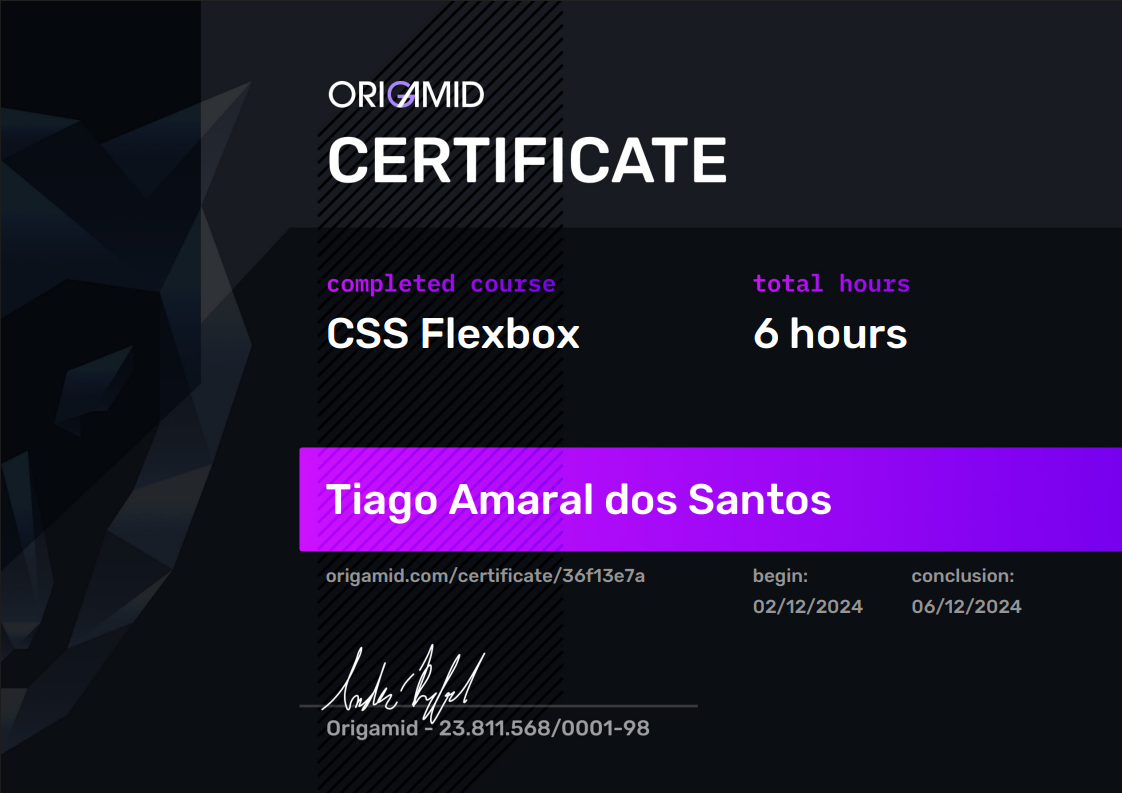 ORIGAMID
CERTIFICATE
completed course
total hours
CSS Flexbox
6 hours
Tiago Amaral dos Santos
origamid.com/certificate/36f13e7a
begin:
conclusion:
02/12/2024
06/12/2024
Origamid - 23.811.568/0001-98